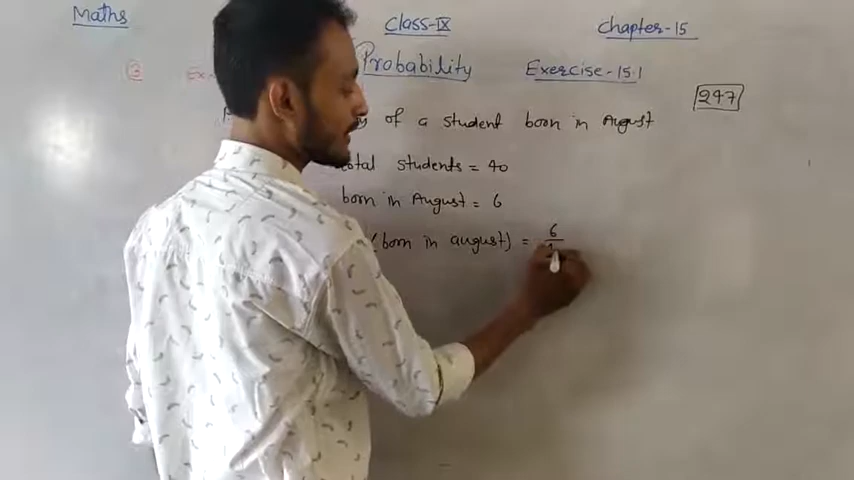 Maths Class-IX Chapter-15
Probability Exercise-15.1
③ Ex- 247
of a student born in August
total students = 40
born in August = 6
(born in august) = 6